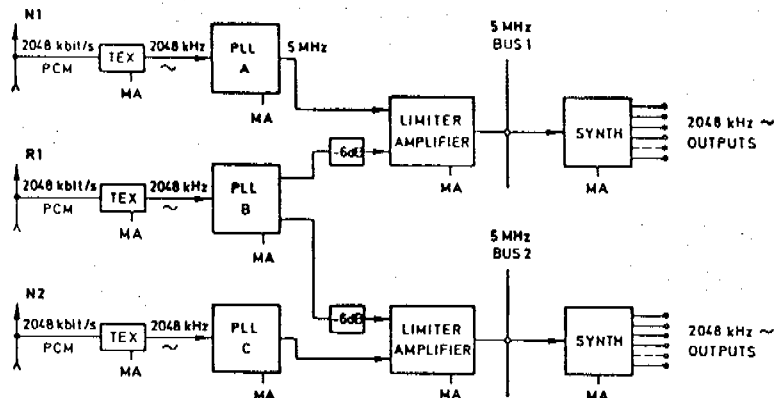 N1
2048 kbit/s
PCM
TEX
MA
2048 kHz
~
PLL
A
MA
5 MHz
5 MHz
BUS 1
LIMITER
AMPLIFIER
MA
SYNTH
MA
2048 kHz ~
OUTPUTS
-6dB
R1
2048 kbit/s
PCM
TEX
MA
2048 kHz
~
PLL
B
MA
5 MHz
BUS 2
N2
2048 kbit/s
PCM
TEX
MA
2048 kHz
~
PLL
C
MA
-6dB
LIMITER
AMPLIFIER
MA
SYNTH
MA
2048 kHz ~
OUTPUTS